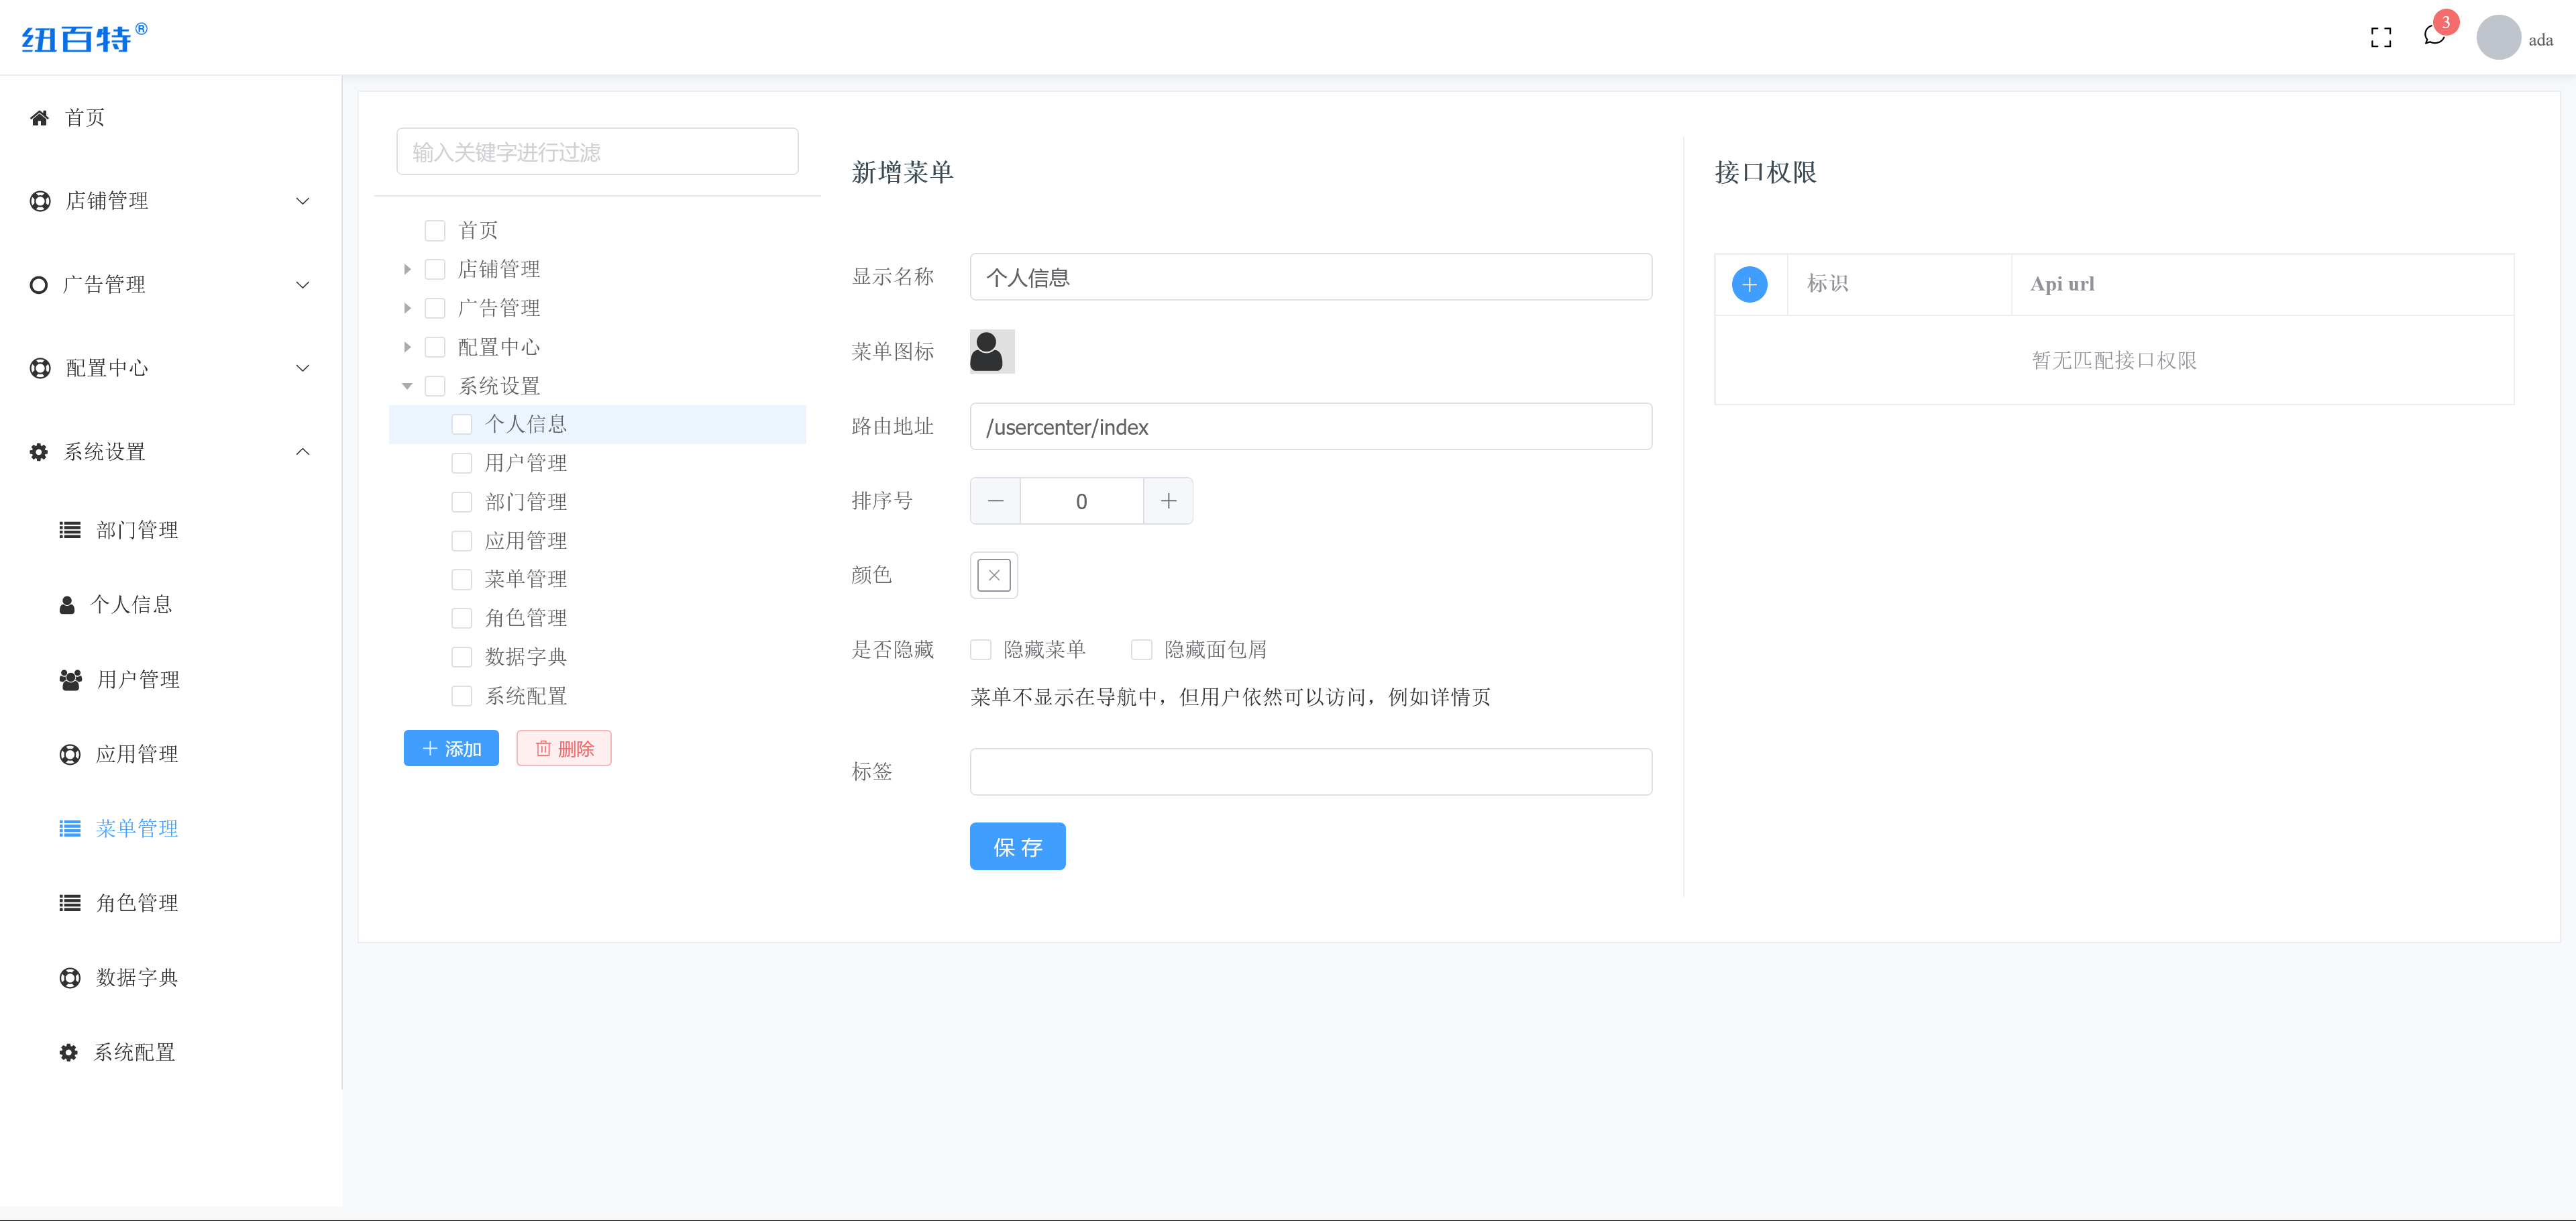 纽百特®
3
ada
首页
店铺管理
广告管理
配置中心
系统设置
部门管理
个人信息
用户管理
应用管理
菜单管理
角色管理
数据字典
系统配置
输入关键字进行过滤
首页
店铺管理
广告管理
配置中心
系统设置
个人信息
用户管理
部门管理
应用管理
菜单管理
角色管理
数据字典
系统配置
添加 删除
新增菜单
显示名称 个人信息
菜单图标
路由地址 /usercenter/index
排序号 0
颜色
是否隐藏 隐藏菜单 隐藏面包屑
菜单不显示在导航中，但用户依然可以访问，例如详情页
标签
保 存
接口权限
标识 Api url
暂无匹配接口权限